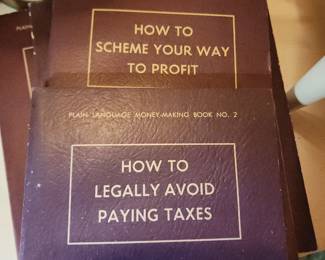 HOW TO
SCHEME YOUR WAY
TO PROFIT
PLAIN LANGUAGE MONEY-MAKING BOOK NO. 2
HOW TO
LEGALLY AVOID
PAYING TAXES